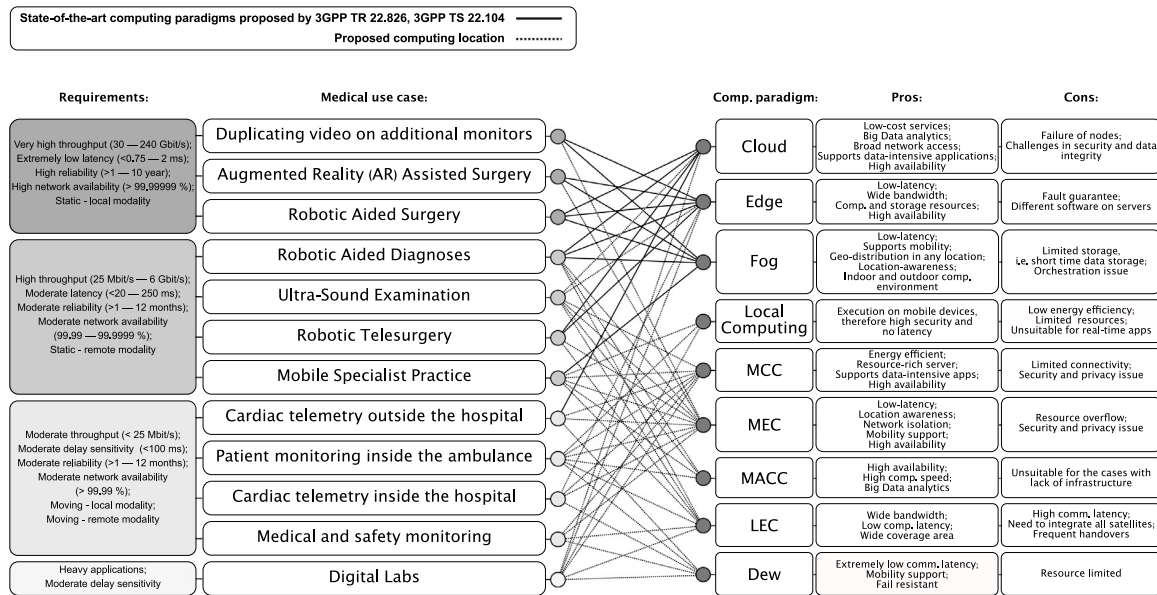 State-of-the-art computing paradigms proposed by 3GPP TR 22.826, 3GPP TS 22.104
Proposed computing location
Requirements:
Medical use case:
Comp. paradigm:
Pros:
Cons:
Very high throughput (30 — 240 Gbit/s);
Extremely low latency (<0.75 — 2 ms);
High reliability (>1 — 10 year);
High network availability (> 99.99999 %);
Static - local modality
High throughput (25 Mbit/s — 6 Gbit/s);
Moderate latency (<20 — 250 ms);
Moderate reliability (>1 — 12 months);
Moderate network availability
(99.99 — 99.9999 %);
Static - remote modality
Moderate throughput (< 25 Mbit/s);
Moderate delay sensitivity (<100 ms);
Moderate reliability (>1 — 12 months);
Moderate network availability
(> 99.99 %);
Moving - local modality;
Moving - remote modality
Heavy applications;
Moderate delay sensitivity
Duplicating video on additional monitors
Augmented Reality (AR) Assisted Surgery
Robotic Aided Surgery
Robotic Aided Diagnoses
Ultra-Sound Examination
Robotic Telesurgery
Mobile Specialist Practice
Cardiac telemetry outside the hospital
Patient monitoring inside the ambulance
Cardiac telemetry inside the hospital
Medical and safety monitoring
Digital Labs
Cloud
Low-cost services;
Big Data analytics;
Broad network access;
Supports data-intensive applications;
High availability
Failure of nodes;
Challenges in security and data
integrity
Edge
Low-latency;
Wide bandwidth;
Comp. and storage resources;
High availability
Fault guarantee;
Different software on servers
Fog
Low-latency;
Supports mobility;
Geo-distribution in any location;
Location-awareness;
Indoor and outdoor comp.
environment
Limited storage,
i.e. short time data storage;
Orchestration issue
Local
Computing
Execution on mobile devices,
therefore high security and
no latency
Low energy efficiency;
Limited resources;
Unsuitable for real-time apps
MCC
Energy efficient;
Resource-rich server;
Supports data-intensive apps;
High availability
Limited connectivity;
Security and privacy issue
MEC
Low-latency;
Location awareness;
Network isolation;
Mobility support;
High availability
Resource overflow;
Security and privacy issue
MACC
High availability;
High comp. speed;
Big Data analytics
Unsuitable for the cases with
lack of infrastructure
LEC
Wide bandwidth;
Low comp. latency;
Wide coverage area
High comm. latency;
Need to integrate all satellites;
Frequent handovers
Dew
Extremely low comm. latency;
Mobility support;
Fail resistant
Resource limited